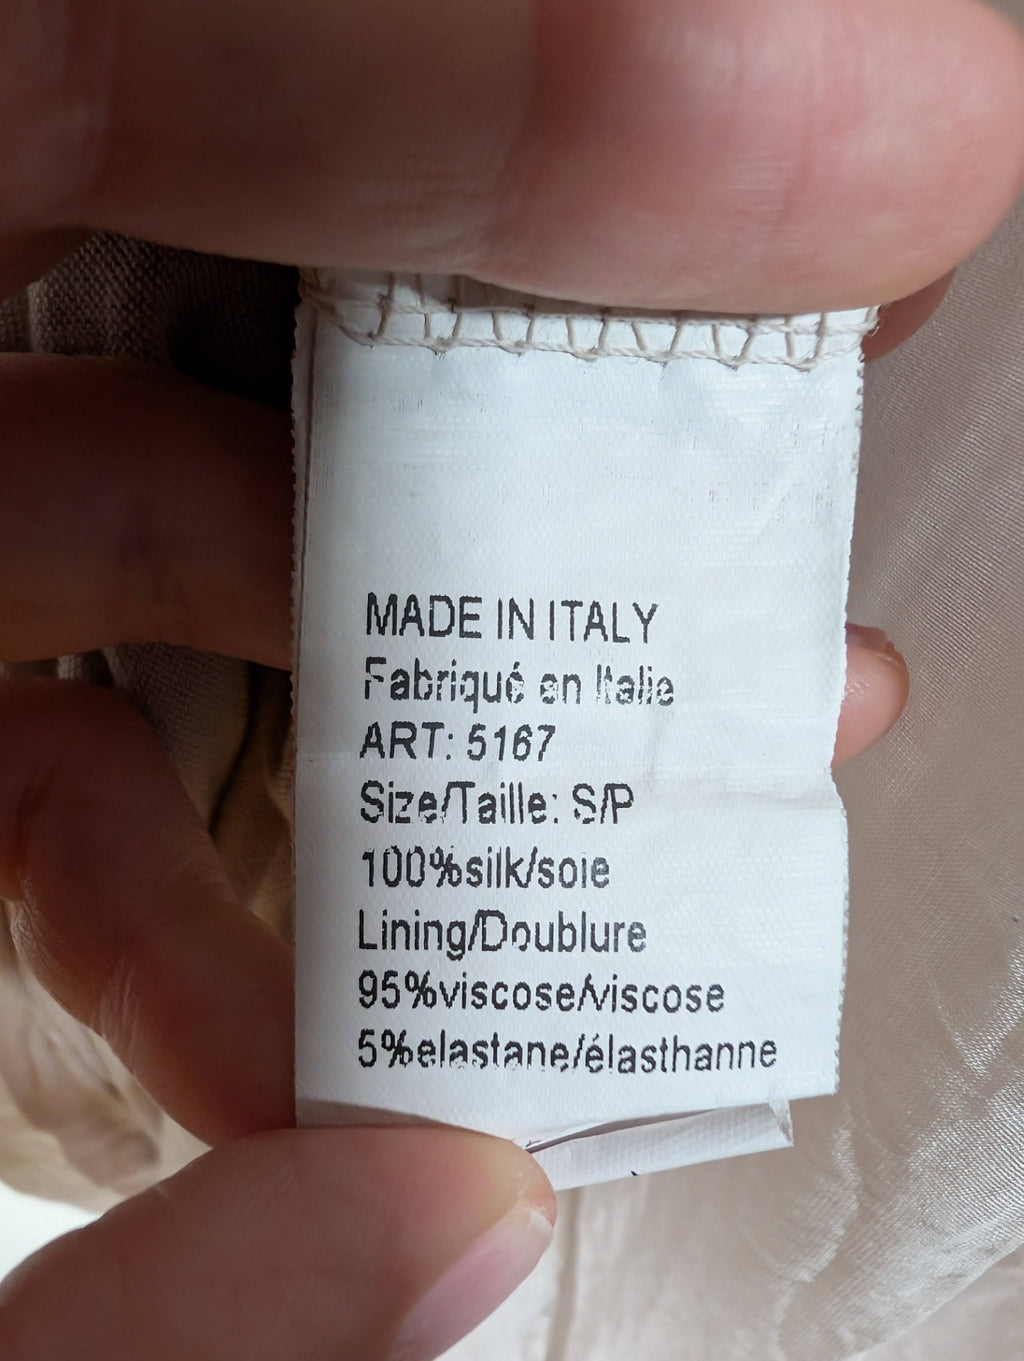 MADE IN ITALY
Fabriqué en Italie
ART: 5167
Size/Taille: S/P
100%silk/soie
Lining/Doublure
95%viscose/viscose
5%elastane/élasthanne